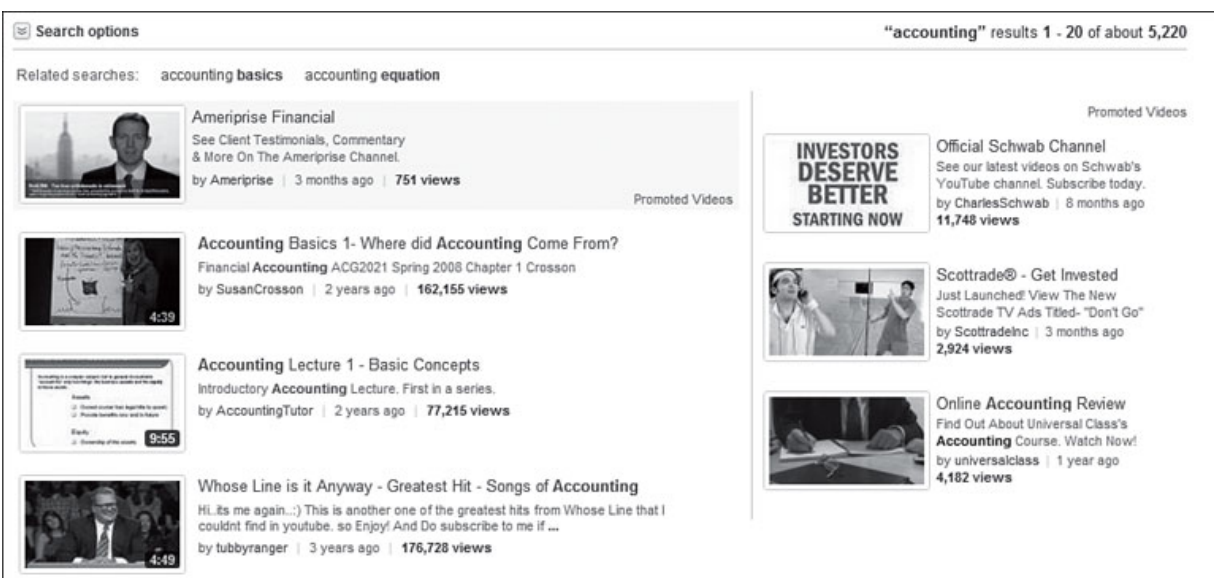 Search options
"accounting" results 1 - 20 of about 5,220
Related searches: accounting basics accounting equation
Ameriprise Financial
See Client Testimonials, Commentary
& More On The Ameriprise Channel.
by Ameriprise | 3 months ago | 751 views
Promoted Videos
Accounting Basics 1- Where did Accounting Come From?
Financial Accounting ACG2021 Spring 2008 Chapter 1 Crosson
by SusanCrosson | 2 years ago | 162,155 views
4:39
Accounting Lecture 1 - Basic Concepts
Introductory Accounting Lecture. First in a series.
by AccountingTutor | 2 years ago | 77,215 views
Assets
Equity
Ownership of the assets
9:55
Whose Line is it Anyway - Greatest Hit - Songs of Accounting
Hi..its me again..:) This is another one of the greatest hits from Whose Line that I
couldnt find in youtube. so Enjoy! And Do subscribe to me if ...
by tubbyranger | 3 years ago | 176,728 views
4:49
Promoted Videos
INVESTORS
DESERVE
BETTER
STARTING NOW
Official Schwab Channel
See our latest videos on Schwab's
YouTube channel. Subscribe today.
by CharlesSchwab | 8 months ago
11,748 views
Scottrade® - Get Invested
Just Launched! View The New
Scottrade TV Ads Titled- "Don't Go"
by ScottradeInc | 3 months ago
2,924 views
Online Accounting Review
Find Out About Universal Class's
Accounting Course. Watch Now!
by universalclass | 1 year ago
4,182 views